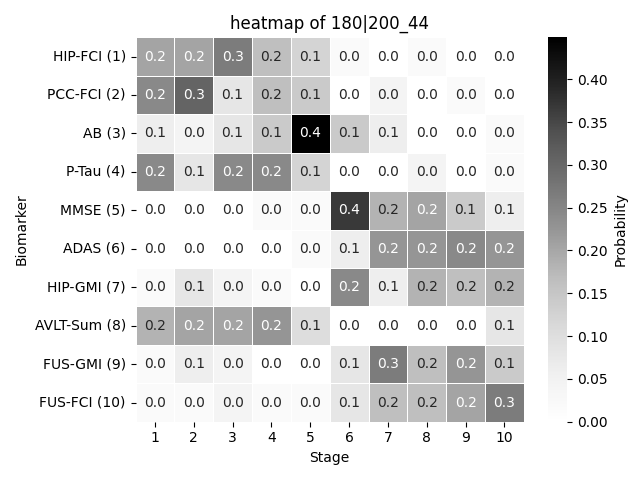 heatmap of 180|200_44
HIP-FCI (1) 0.2 0.2 0.3 0.2 0.1 0.0 0.0 0.0 0.0 0.0
PCC-FCI (2) 0.2 0.3 0.1 0.2 0.1 0.0 0.0 0.0 0.0 0.0
AB (3) 0.1 0.0 0.1 0.1 0.4 0.1 0.1 0.0 0.0 0.0
P-Tau (4) 0.2 0.1 0.2 0.2 0.1 0.0 0.0 0.0 0.0 0.0
MMSE (5) 0.0 0.0 0.0 0.0 0.0 0.4 0.2 0.2 0.1 0.1
ADAS (6) 0.0 0.0 0.0 0.0 0.0 0.1 0.2 0.2 0.2 0.2
HIP-GMI (7) 0.0 0.1 0.0 0.0 0.0 0.2 0.1 0.2 0.2 0.2
AVLT-Sum (8) 0.2 0.2 0.2 0.2 0.1 0.0 0.0 0.0 0.0 0.1
FUS-GMI (9) 0.0 0.1 0.0 0.0 0.0 0.1 0.3 0.2 0.2 0.1
FUS-FCI (10) 0.0 0.0 0.0 0.0 0.0 0.1 0.2 0.2 0.2 0.3
1 2 3 4 5 6 7 8 9 10
Stage
Biomarker
0.40
0.35
0.30
0.25
0.20
0.15
0.10
0.05
0.00
Probability